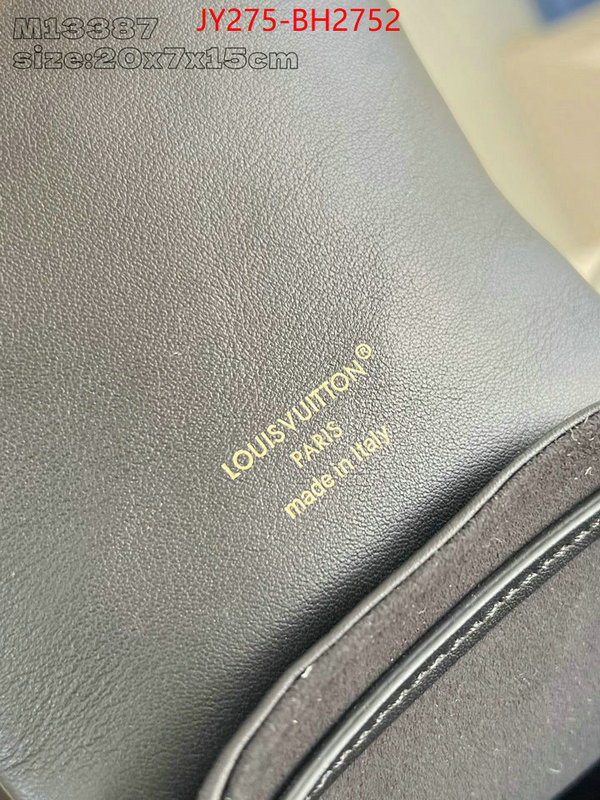 JY275-BH2752
M13387
size:20x7x15cm
LOUIS VUITTON®
PARIS
made in Italy